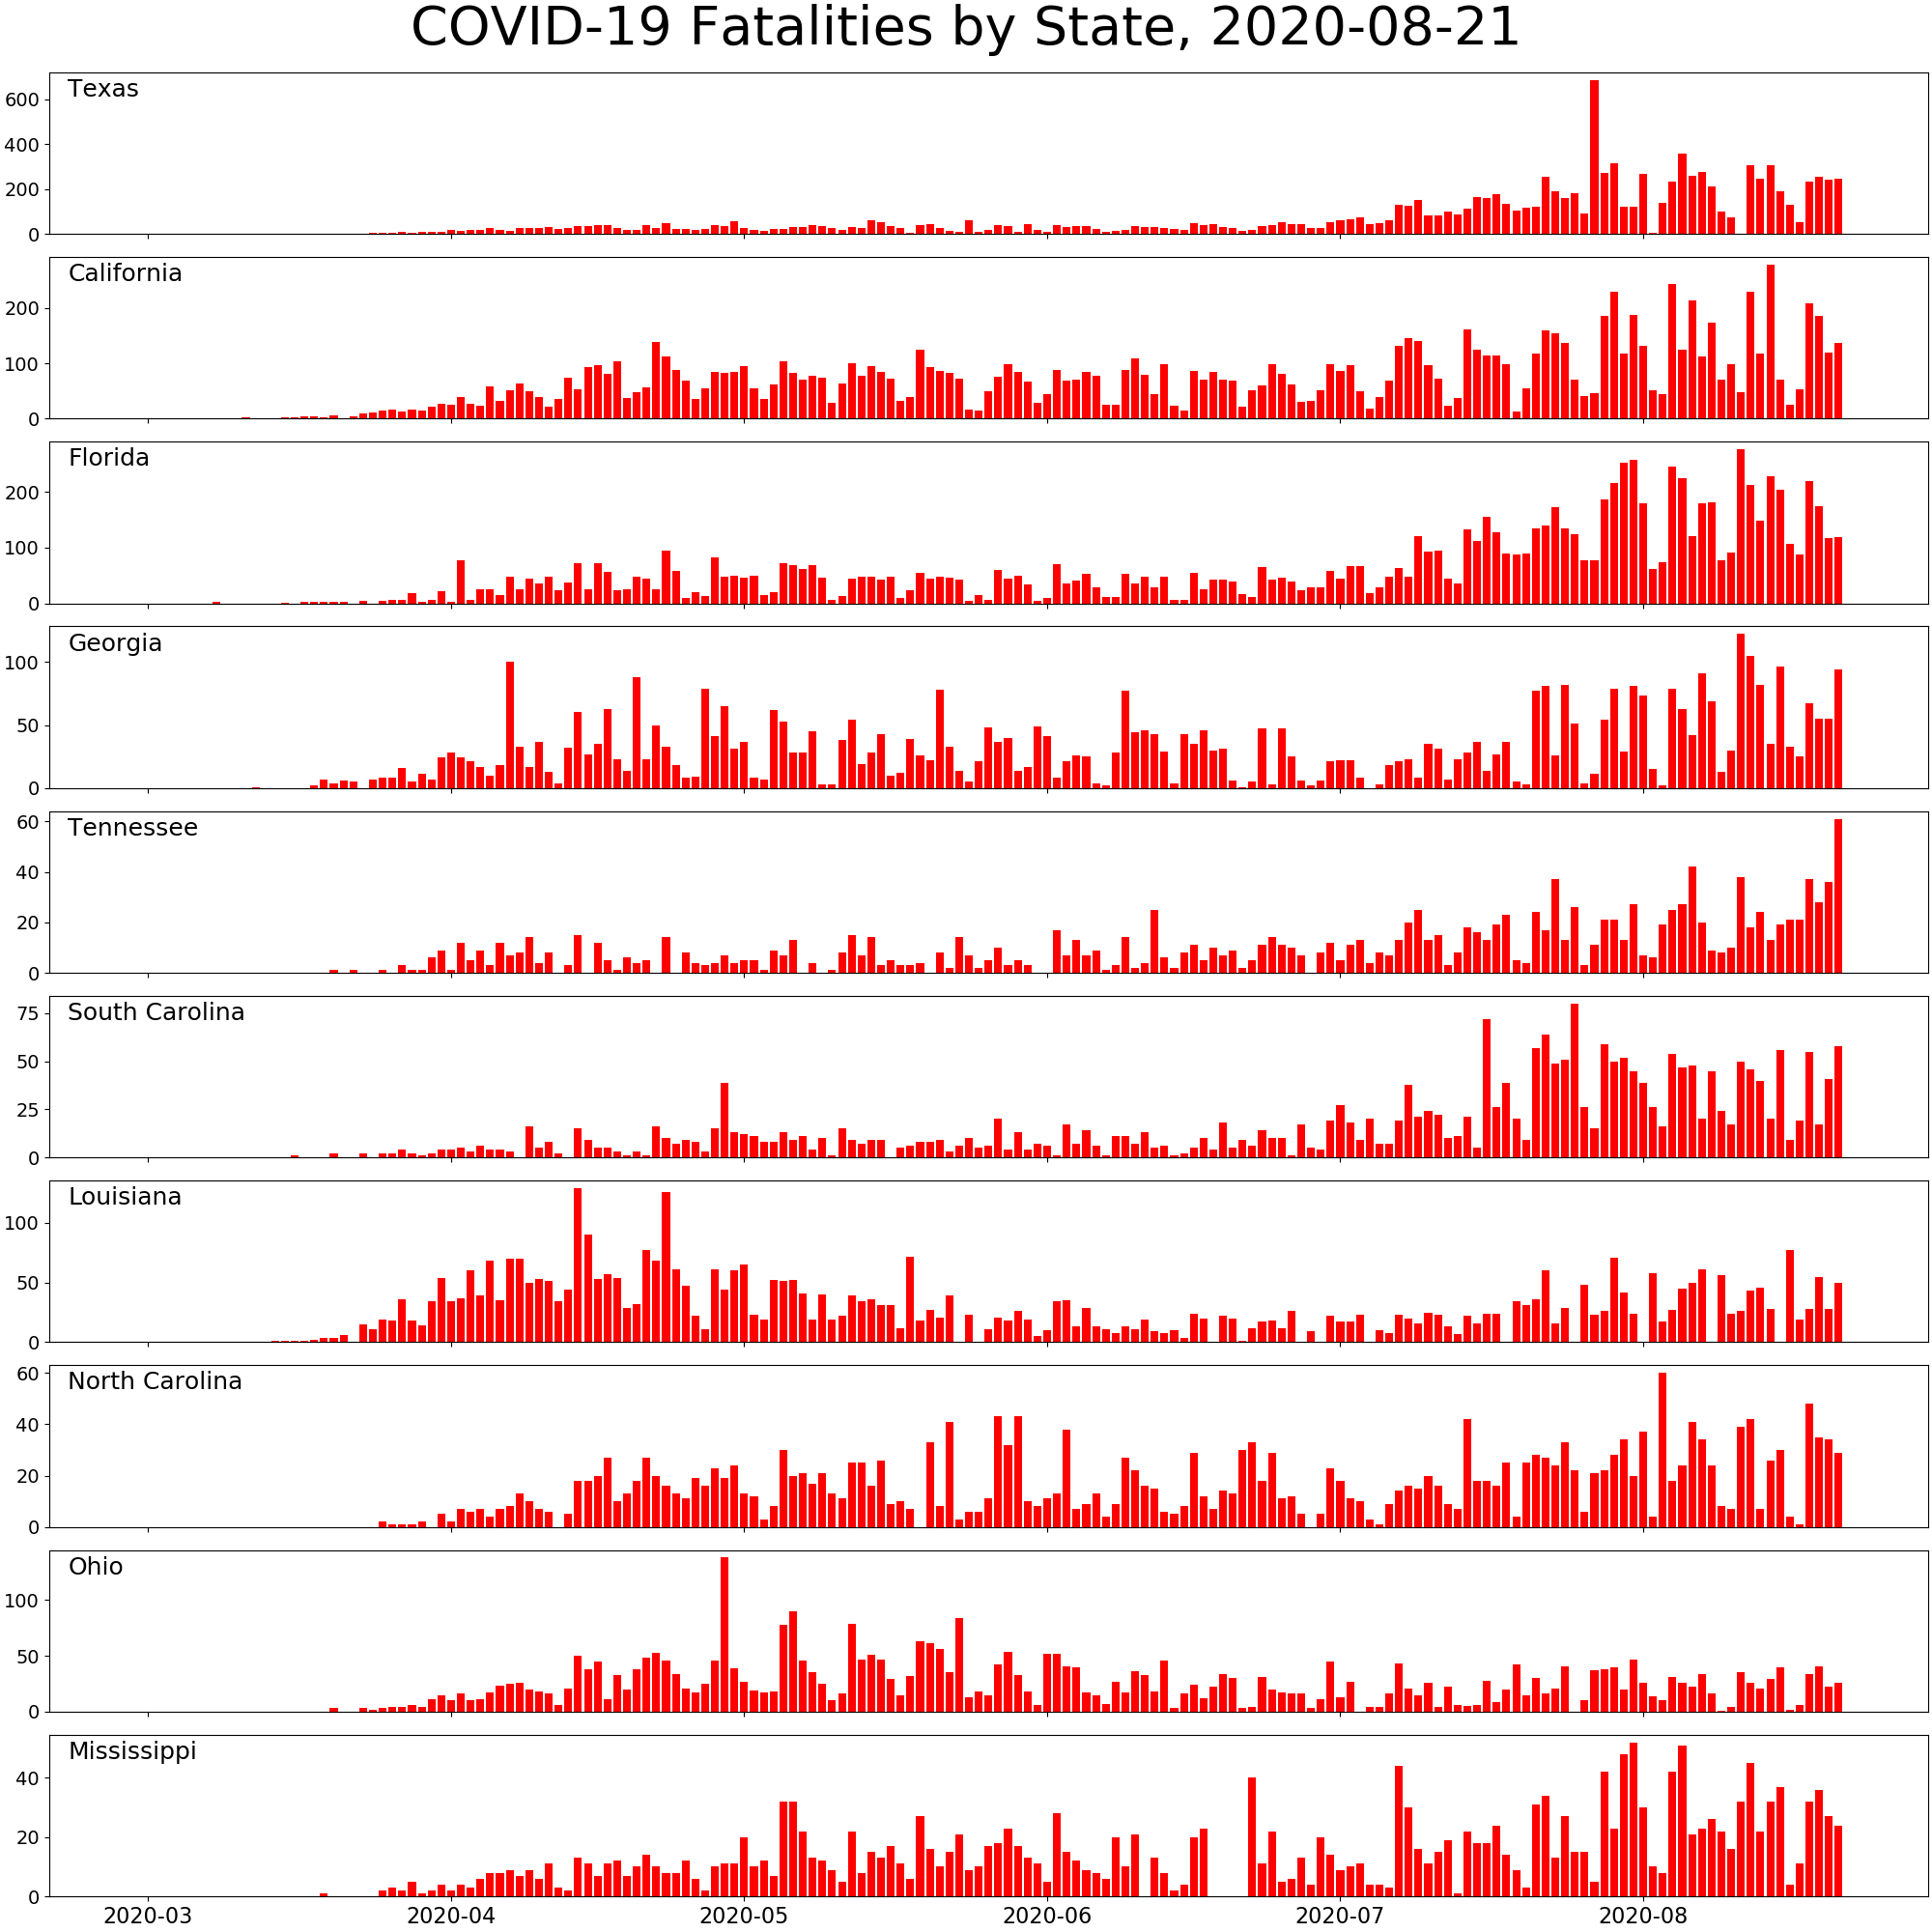 COVID-19 Fatalities by State, 2020-08-21
Texas
600
400
200
0
California
200
100
0
Florida
200
100
0
Georgia
100
50
0
Tennessee
60
40
20
0
South Carolina
75
50
25
0
Louisiana
100
50
0
North Carolina
60
40
20
0
Ohio
100
50
0
Mississippi
40
20
0
2020-03 2020-04 2020-05 2020-06 2020-07 2020-08